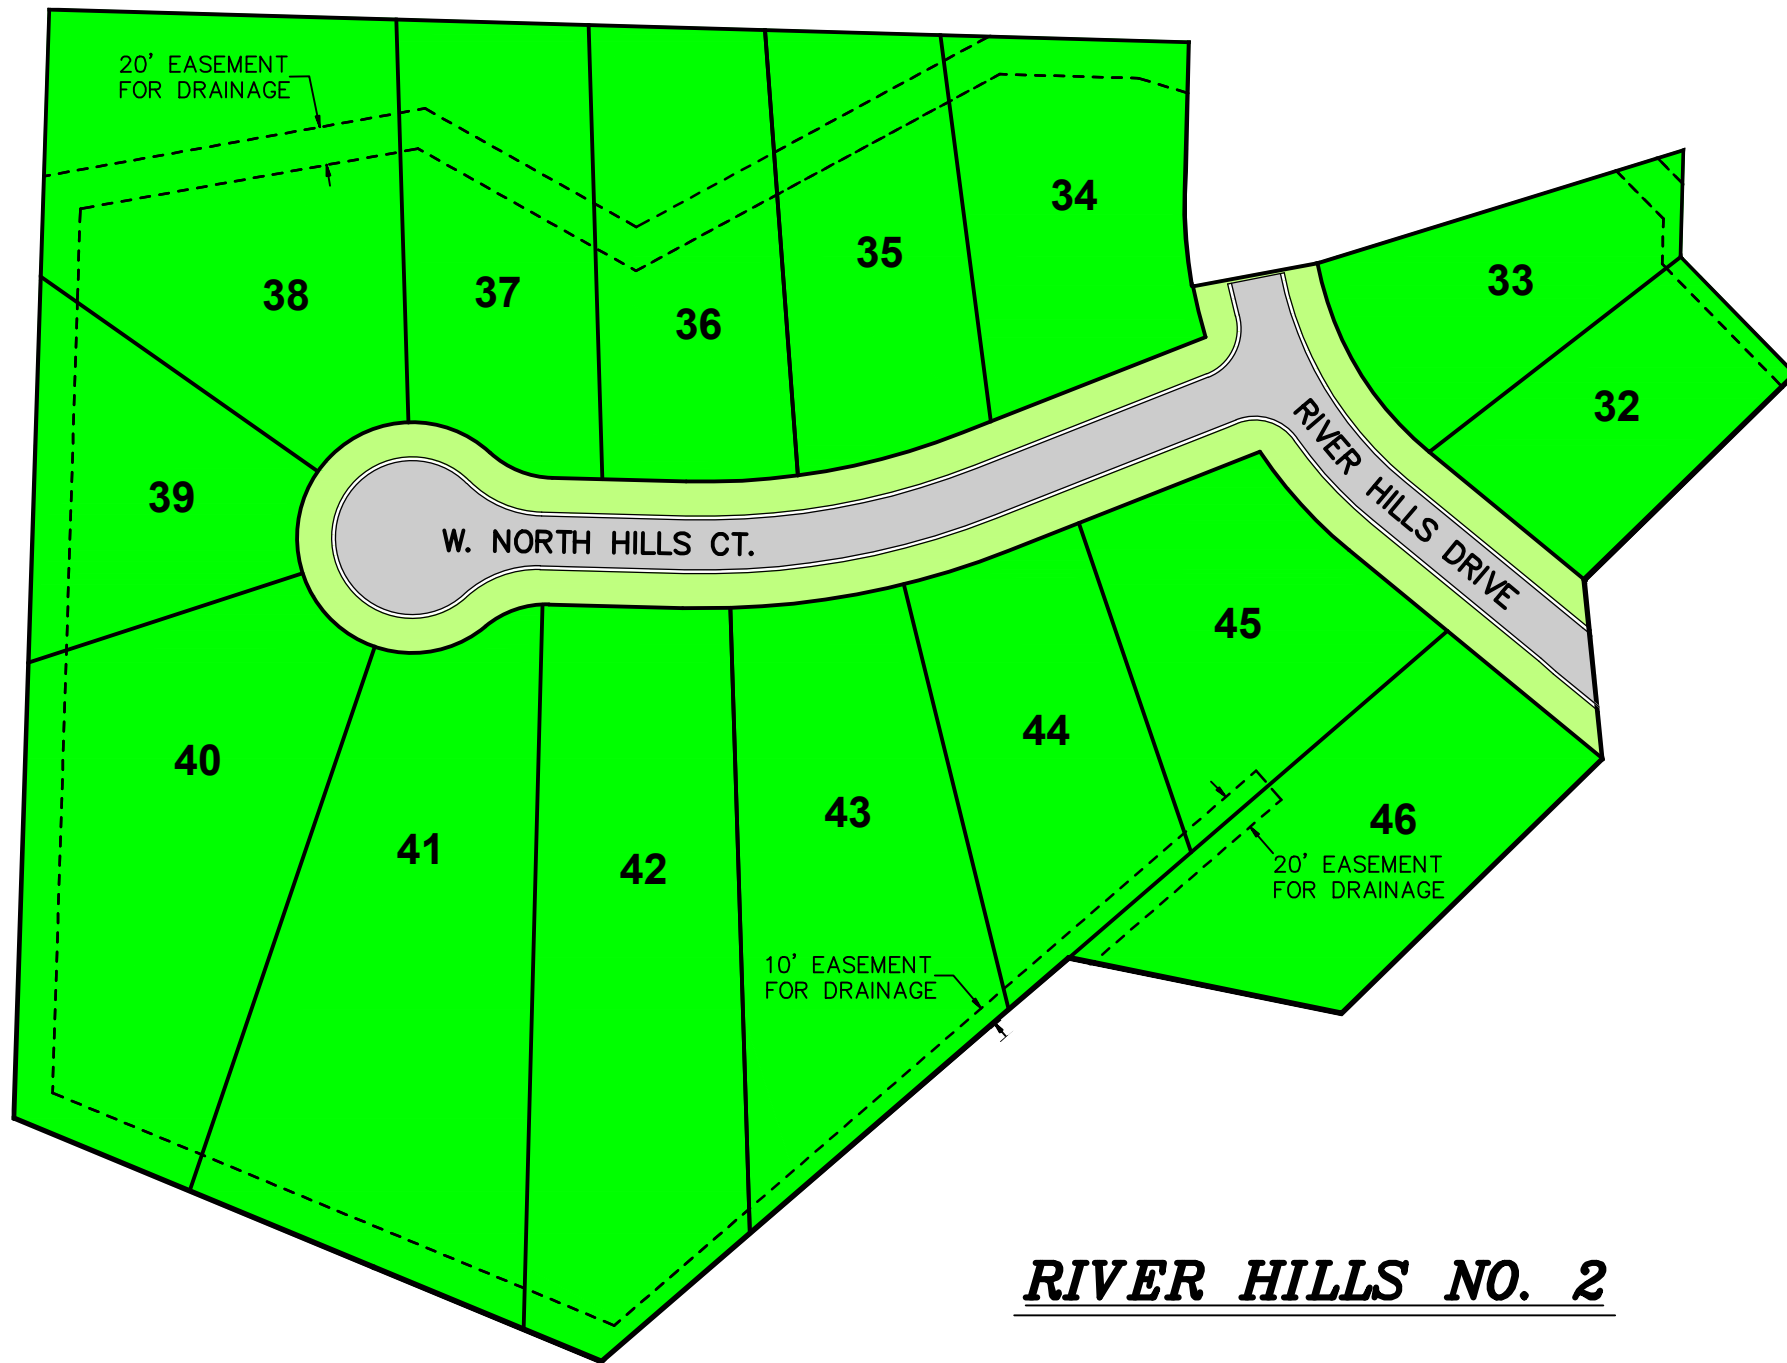 20' EASEMENT
FOR DRAINAGE
34
35
33
38
37
36
32
RIVER HILLS DRIVE
39
W. NORTH HILLS CT.
45
44
40
43
46
41
42
20' EASEMENT
FOR DRAINAGE
10' EASEMENT
FOR DRAINAGE
RIVER HILLS NO. 2